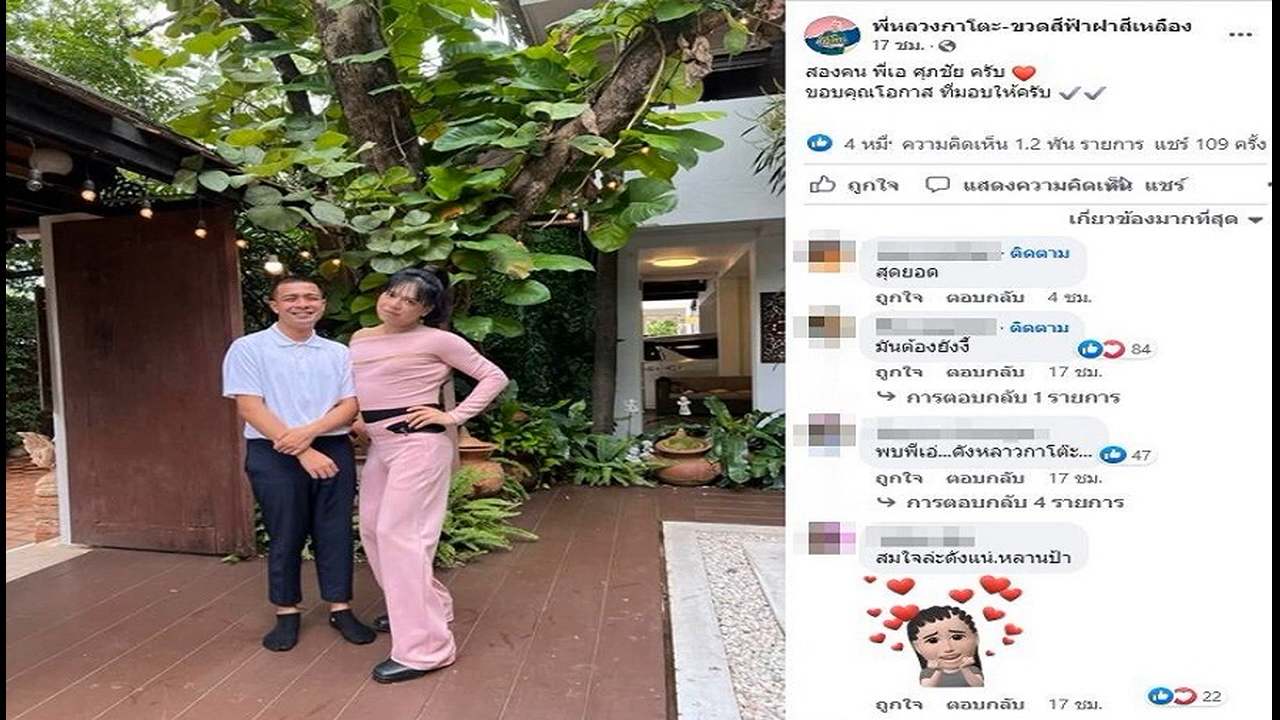 พี่หลวงกาโตะ-ขวดสีฟ้าฝาสีเหลือง
17 ชม. ·
สองคน พี่เอ ศุภชัย ครับ ❤️
ขอบคุณโอกาส ที่มอบให้ครับ ✓✓
4 หมื่น ความคิดเห็น 1.2 พัน รายการ แชร์ 109 ครั้ง
ถูกใจ แสดงความคิดเห็น แชร์
เกี่ยวข้องมากที่สุด
· ติดตาม
สุดยอด
ถูกใจ ตอบกลับ 4 ชม.
· ติดตาม
มันต้องยังงี้
84
ถูกใจ ตอบกลับ 17 ชม.
การตอบกลับ 1 รายการ
พบพี่เอ...ดังหลาวกาโต๊ะ...
47
ถูกใจ ตอบกลับ 17 ชม.
การตอบกลับ 4 รายการ
สมใจล่ะดังแน่.หลานป้า
ถูกใจ ตอบกลับ 17 ชม.
22